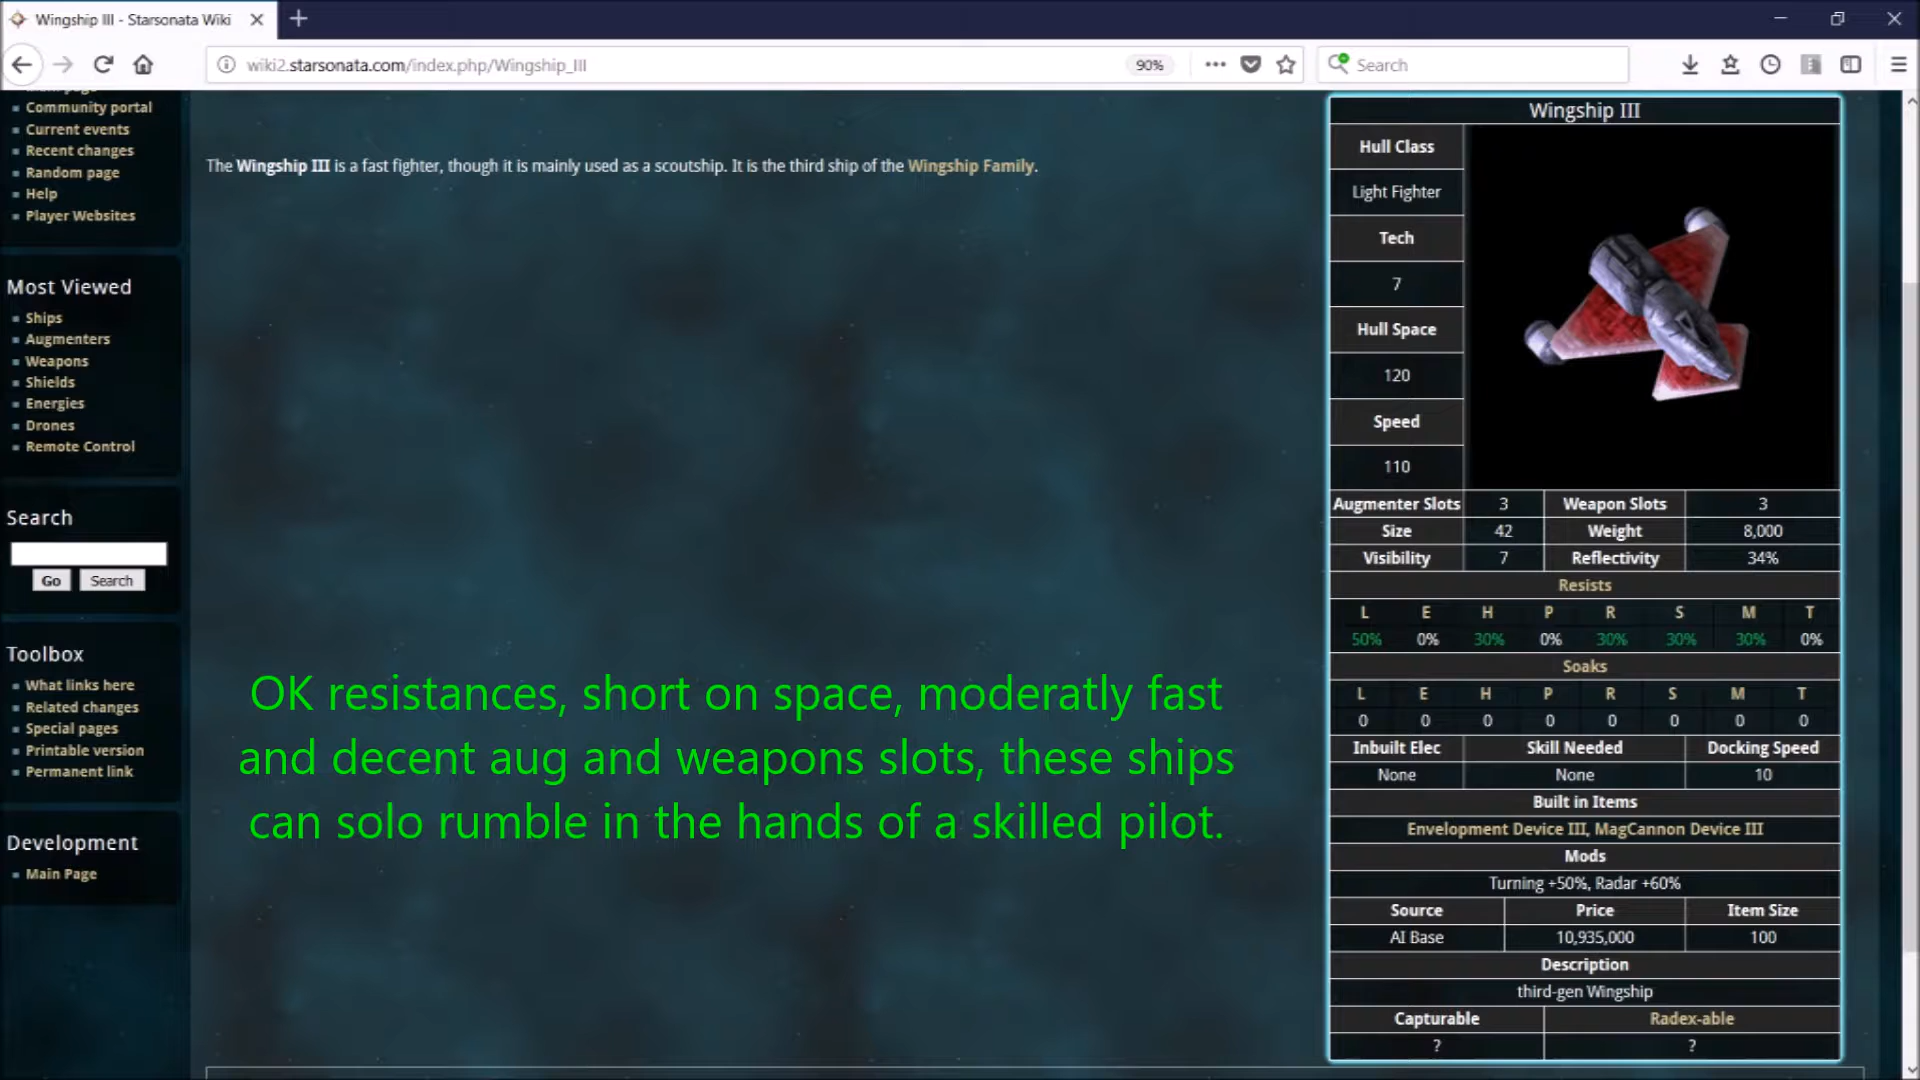 Wingship III - Starsonata Wiki
wiki2.starsonata.com/index.php/Wingship_III
90%
Search
Community portal
Current events
Recent changes
Random page
Help
Player Websites
Most Viewed
Ships
Augmenters
Weapons
Shields
Energies
Drones
Remote Control
Search
Go Search
Toolbox
What links here
Related changes
Special pages
Printable version
Permanent link
Development
Main Page
The Wingship III is a fast fighter, though it is mainly used as a scoutship. It is the third ship of the Wingship Family.
OK resistances, short on space, moderatly fast
and decent aug and weapons slots, these ships
can solo rumble in the hands of a skilled pilot.
Wingship III
Hull Class
Light Fighter
Tech
7
Hull Space
120
Speed
110
Augmenter Slots 3 Weapon Slots 3
Size 42 Weight 8,000
Visibility 7 Reflectivity 34%
Resists
L E H P R S M T
50% 0% 30% 0% 30% 30% 30% 0%
Soaks
L E H P R S M T
0 0 0 0 0 0 0 0
Inbuilt Elec Skill Needed Docking Speed
None None 10
Built in Items
Envelopment Device III, MagCannon Device III
Mods
Turning +50%, Radar +60%
Source Price Item Size
AI Base 10,935,000 100
Description
third-gen Wingship
Capturable Radex-able
? ?